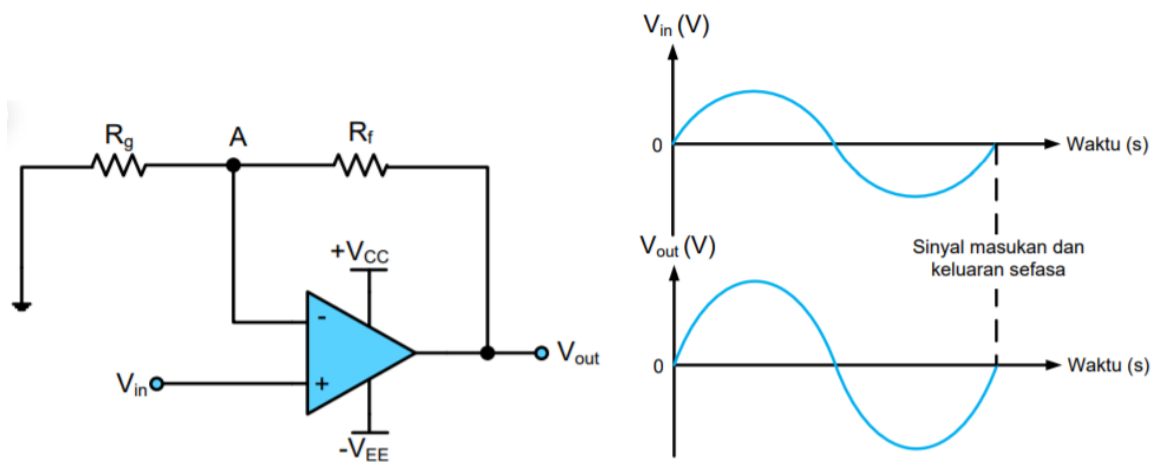 Rg
A
Rf
+VCC
-
+
Vin
Vout
-VEE
Vin (V)
0
Waktu (s)
Vout (V)
Sinyal masukan dan
keluaran sefasa
0
Waktu (s)